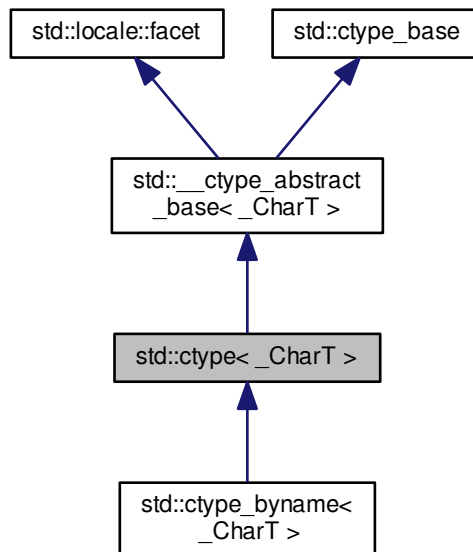 std::locale::facet
std::ctype_base
std::__ctype_abstract
_base< _CharT >
std::ctype< _CharT >
std::ctype_byname<
_CharT >